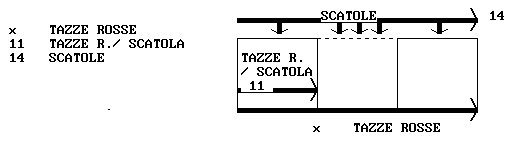 x TAZZE ROSSE
11 TAZZE R./ SCATOLA
14 SCATOLE
SCATOLE 14
TAZZE R.
/ SCATOLA
11
x TAZZE ROSSE